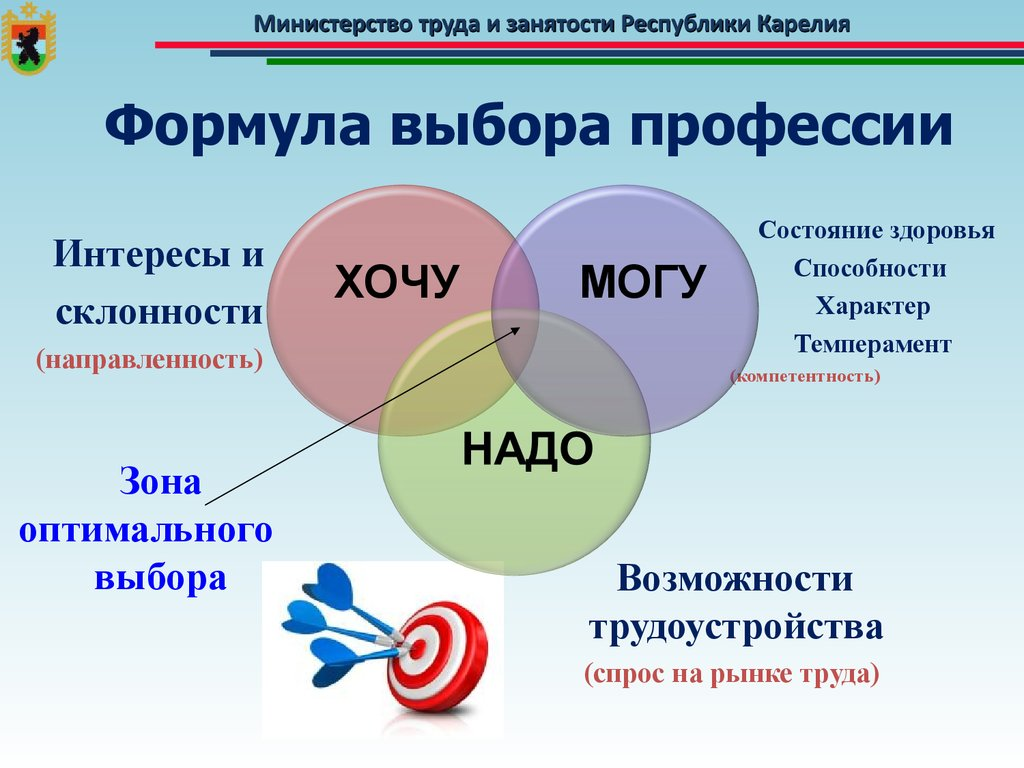 Министерство труда и занятости Республики Карелия
Формула выбора профессии
Интересы и
склонности
(направленность)
ХОЧУ
МОГУ
Состояние здоровья
Способности
Характер
Темперамент
(компетентность)
НАДО
Зона
оптимального
выбора
Возможности
трудоустройства
(спрос на рынке труда)